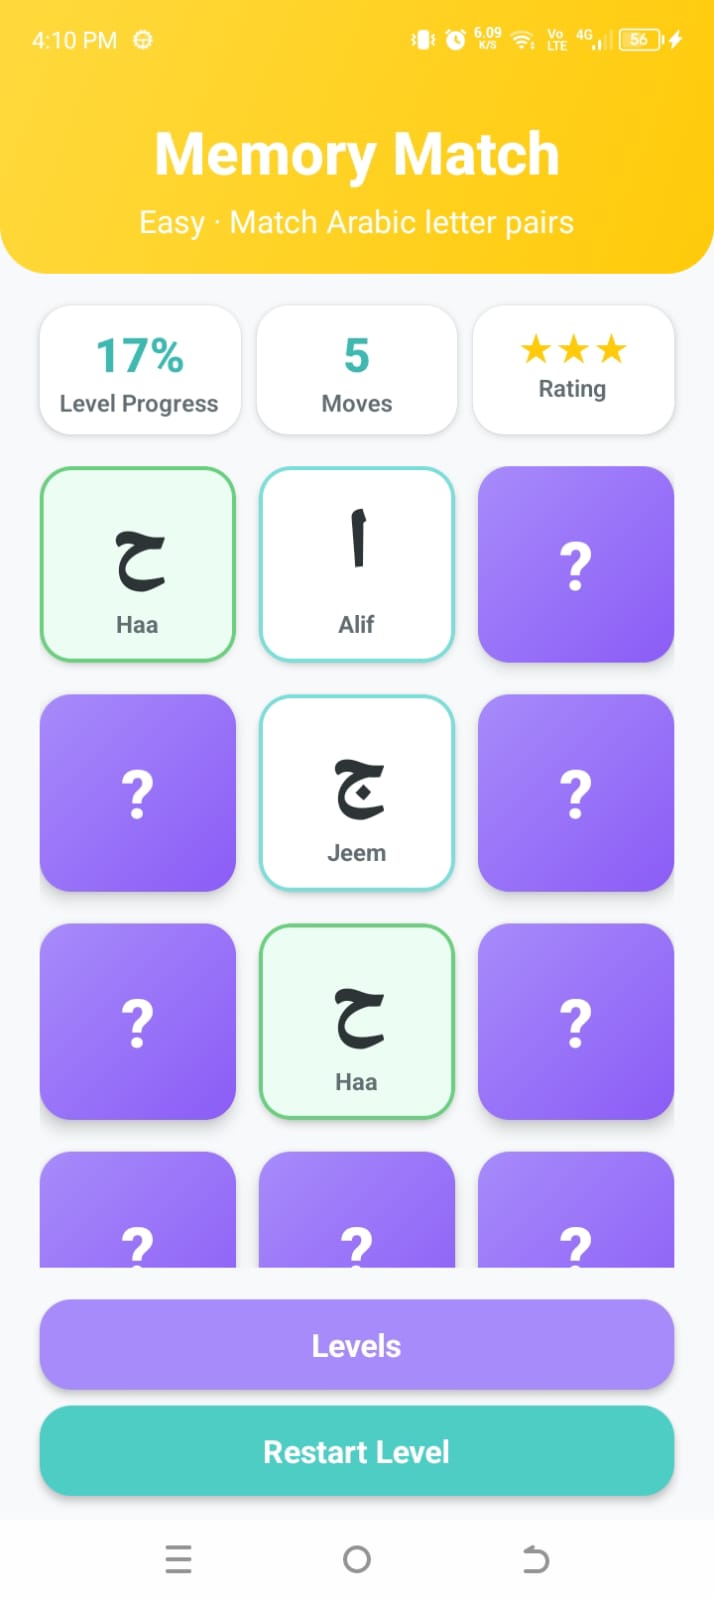 4:10 PM
6.09 K/S
Vo LTE
4G
56
Memory Match
Easy · Match Arabic letter pairs
17%
Level Progress
5
Moves
★★★
Rating
ح
Haa
ا
Alif
?
?
ج
Jeem
?
?
ح
Haa
?
?
?
?
Levels
Restart Level